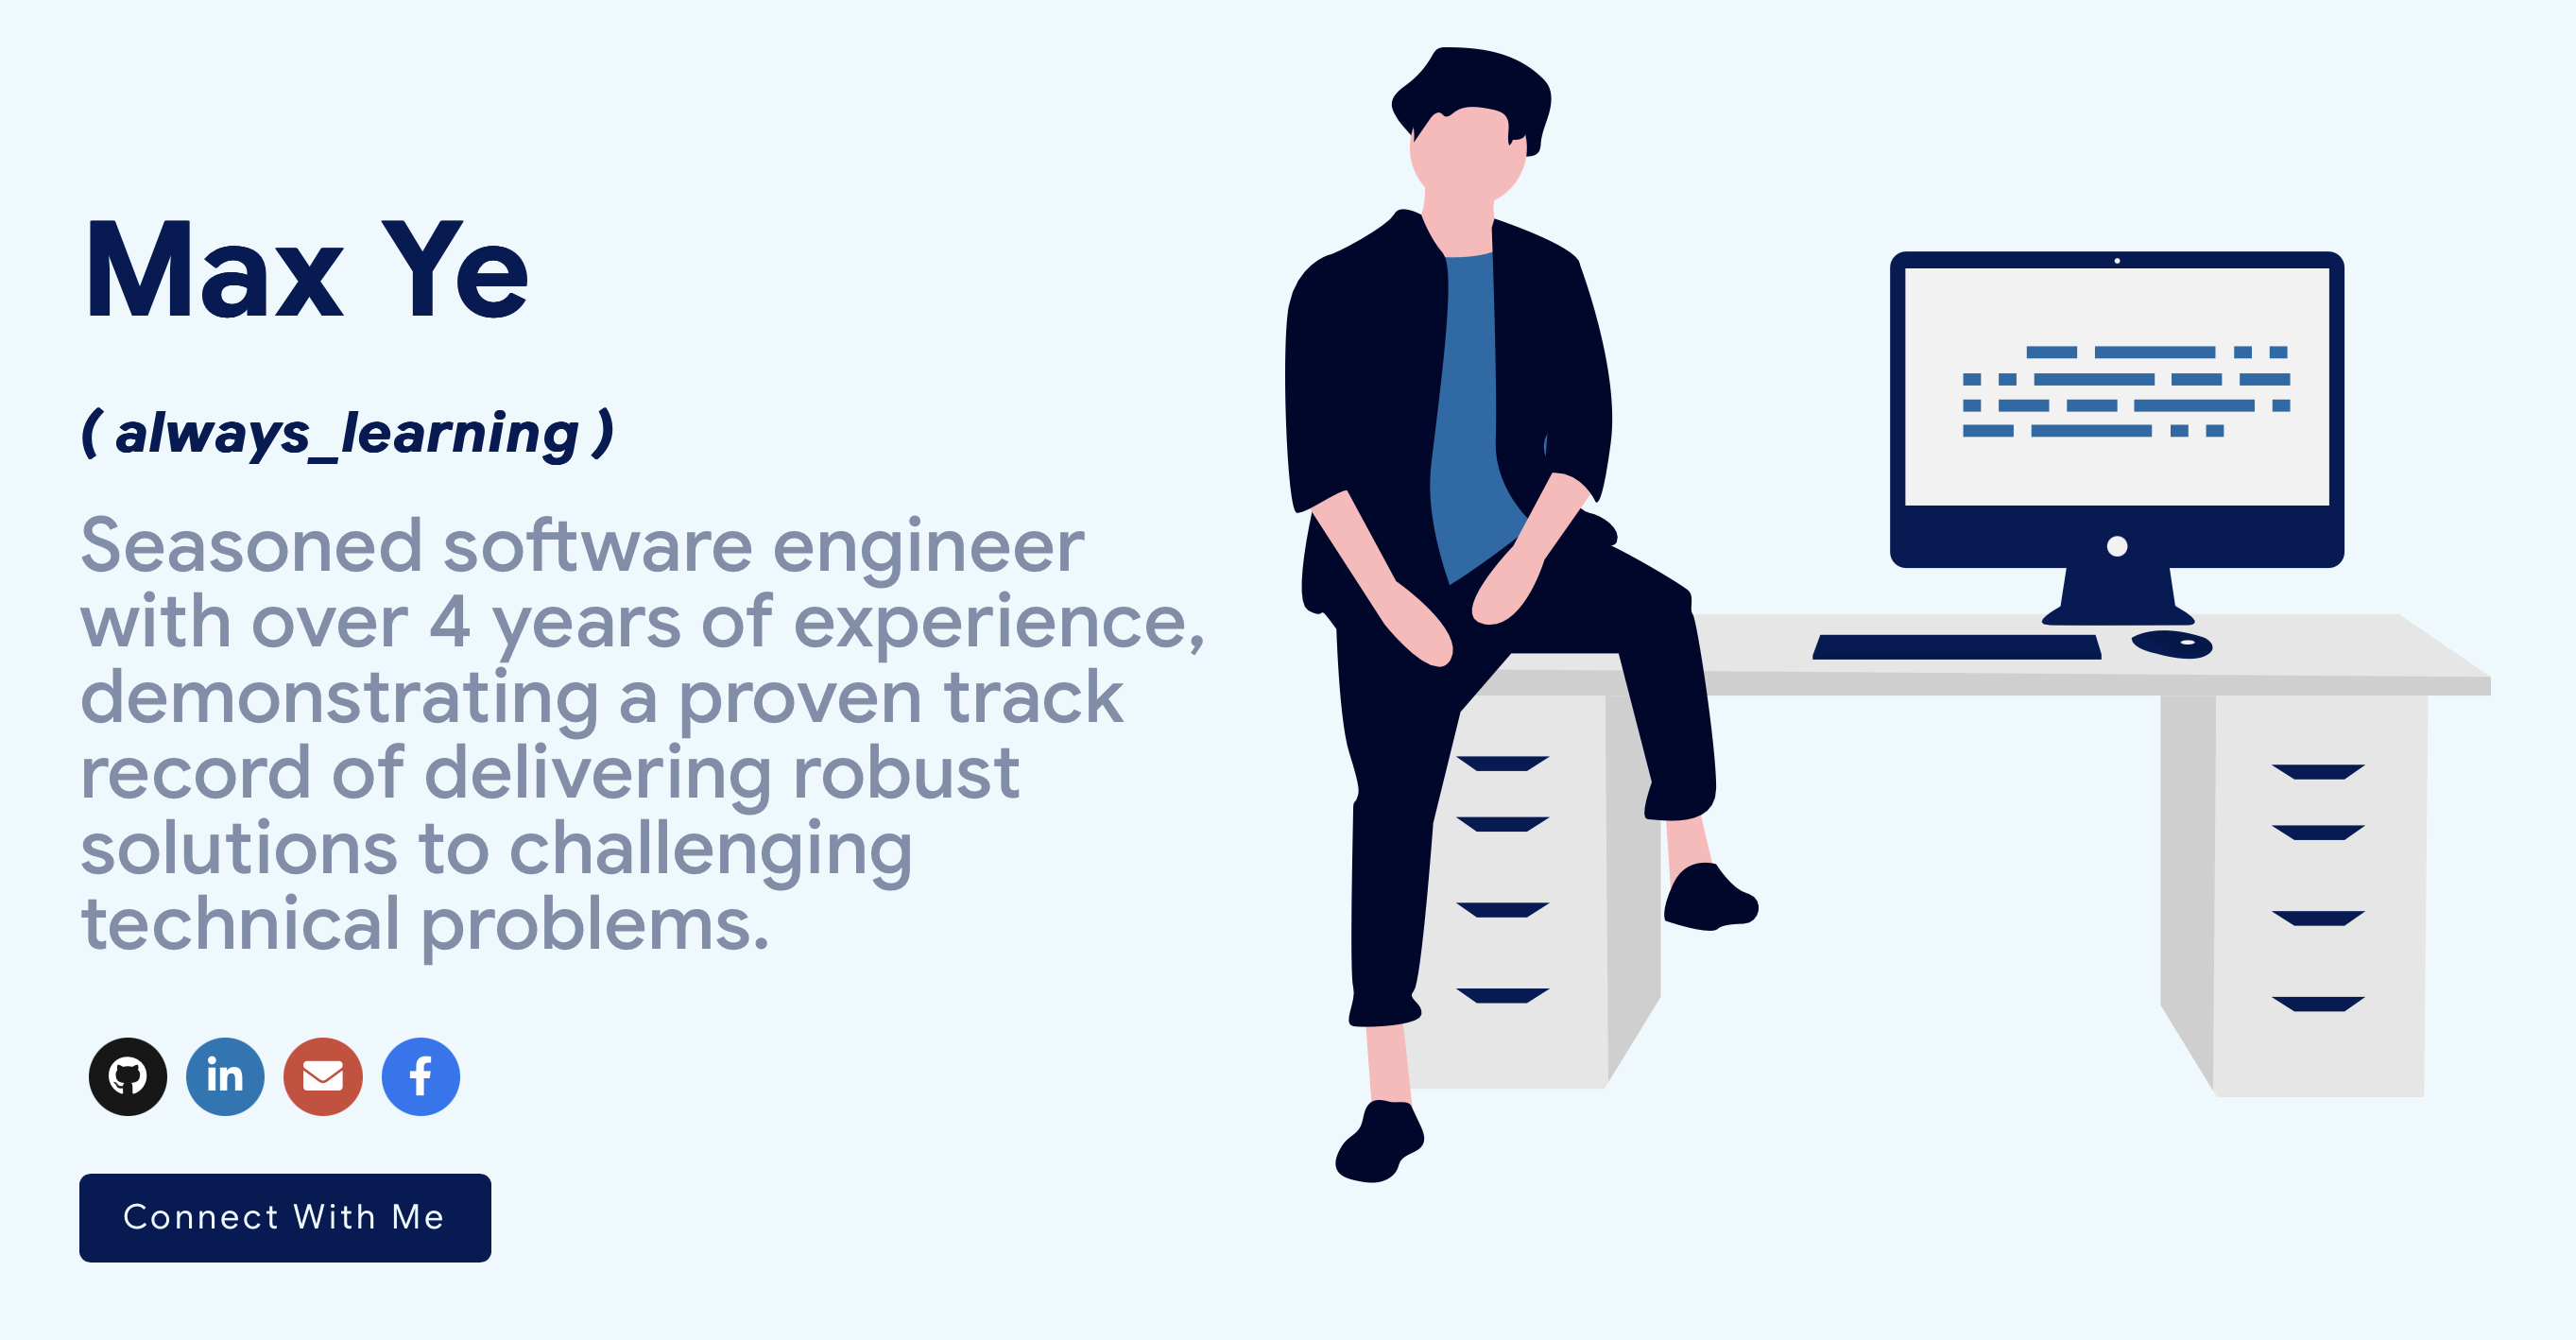 Max Ye
( always_learning )
Seasoned software engineer
with over 4 years of experience,
demonstrating a proven track
record of delivering robust
solutions to challenging
technical problems.
in
f
Connect With Me